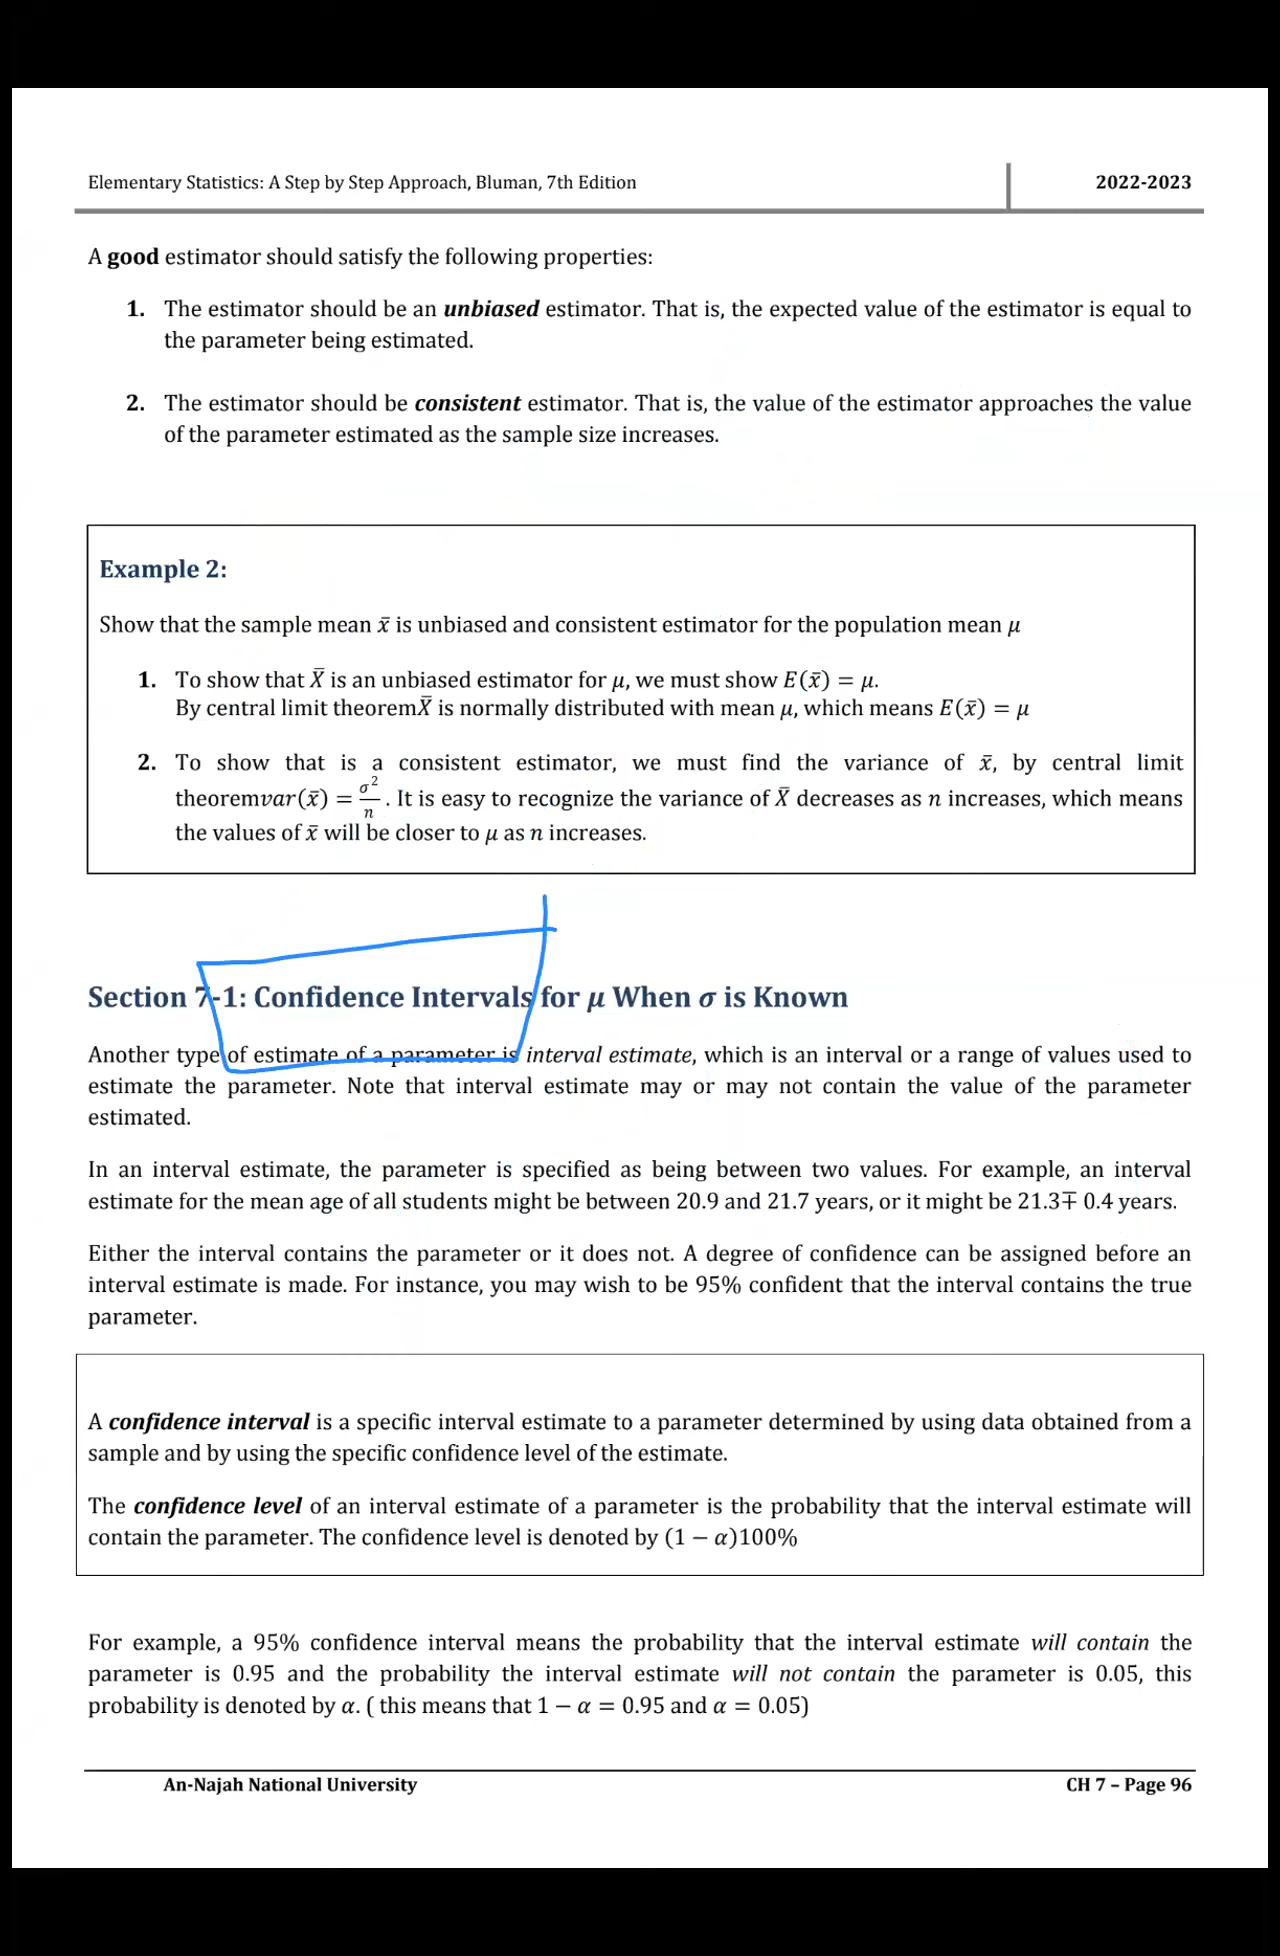 Elementary Statistics: A Step by Step Approach, Bluman, 7th Edition 2022-2023
A good estimator should satisfy the following properties:
1. The estimator should be an unbiased estimator. That is, the expected value of the estimator is equal to
the parameter being estimated.
2. The estimator should be consistent estimator. That is, the value of the estimator approaches the value
of the parameter estimated as the sample size increases.
Example 2:
Show that the sample mean x̄ is unbiased and consistent estimator for the population mean μ
1. To show that X̄ is an unbiased estimator for μ, we must show E(x̄) = μ.
By central limit theoremX̄ is normally distributed with mean μ, which means E(x̄) = μ
2. To show that is a consistent estimator, we must find the variance of x̄, by central limit
theoremvar(x̄) = σ²/n . It is easy to recognize the variance of X̄ decreases as n increases, which means
the values of x̄ will be closer to μ as n increases.
Section 7-1: Confidence Intervals for μ When σ is Known
Another type of estimate of a parameter is interval estimate, which is an interval or a range of values used to
estimate the parameter. Note that interval estimate may or may not contain the value of the parameter
estimated.
In an interval estimate, the parameter is specified as being between two values. For example, an interval
estimate for the mean age of all students might be between 20.9 and 21.7 years, or it might be 21.3∓ 0.4 years.
Either the interval contains the parameter or it does not. A degree of confidence can be assigned before an
interval estimate is made. For instance, you may wish to be 95% confident that the interval contains the true
parameter.
A confidence interval is a specific interval estimate to a parameter determined by using data obtained from a
sample and by using the specific confidence level of the estimate.
The confidence level of an interval estimate of a parameter is the probability that the interval estimate will
contain the parameter. The confidence level is denoted by (1 − α)100%
For example, a 95% confidence interval means the probability that the interval estimate will contain the
parameter is 0.95 and the probability the interval estimate will not contain the parameter is 0.05, this
probability is denoted by α. ( this means that 1 − α = 0.95 and α = 0.05)
An-Najah National University CH 7 – Page 96